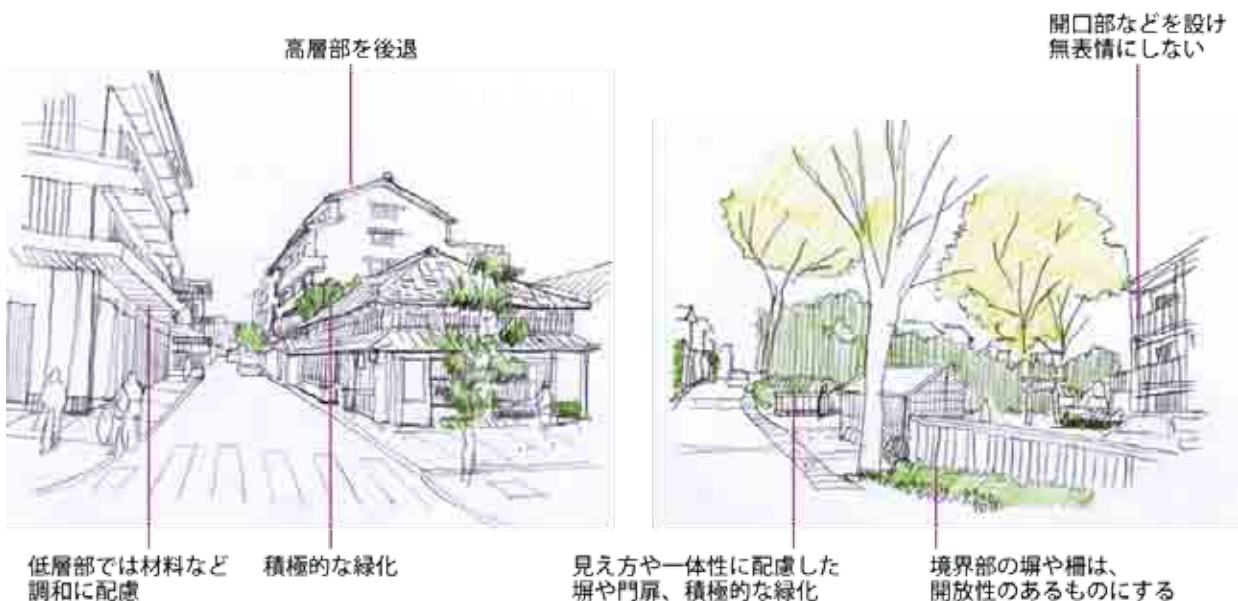 高層部を後退
開口部などを設け
無表情にしない
低層部では材料など
調和に配慮
積極的な緑化
見え方や一体性に配慮した
塀や門扉、積極的な緑化
境界部の塀や柵は、
開放性のあるものにする